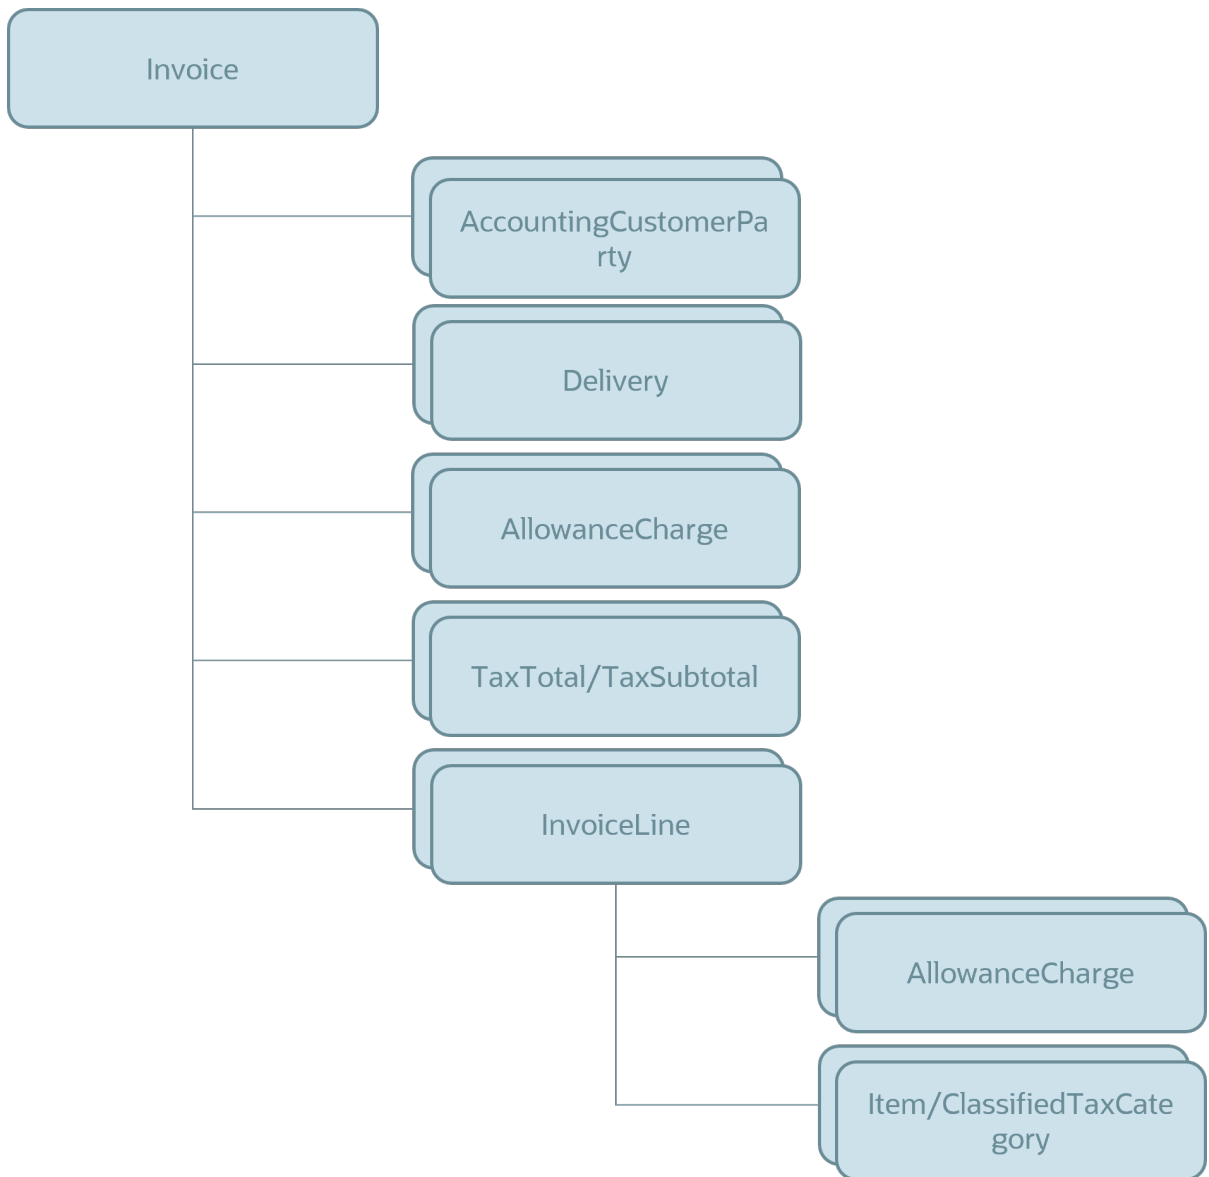 Invoice
AccountingCustomerPa
rty
Delivery
AllowanceCharge
TaxTotal/TaxSubtotal
InvoiceLine
AllowanceCharge
Item/ClassifiedTaxCate
gory